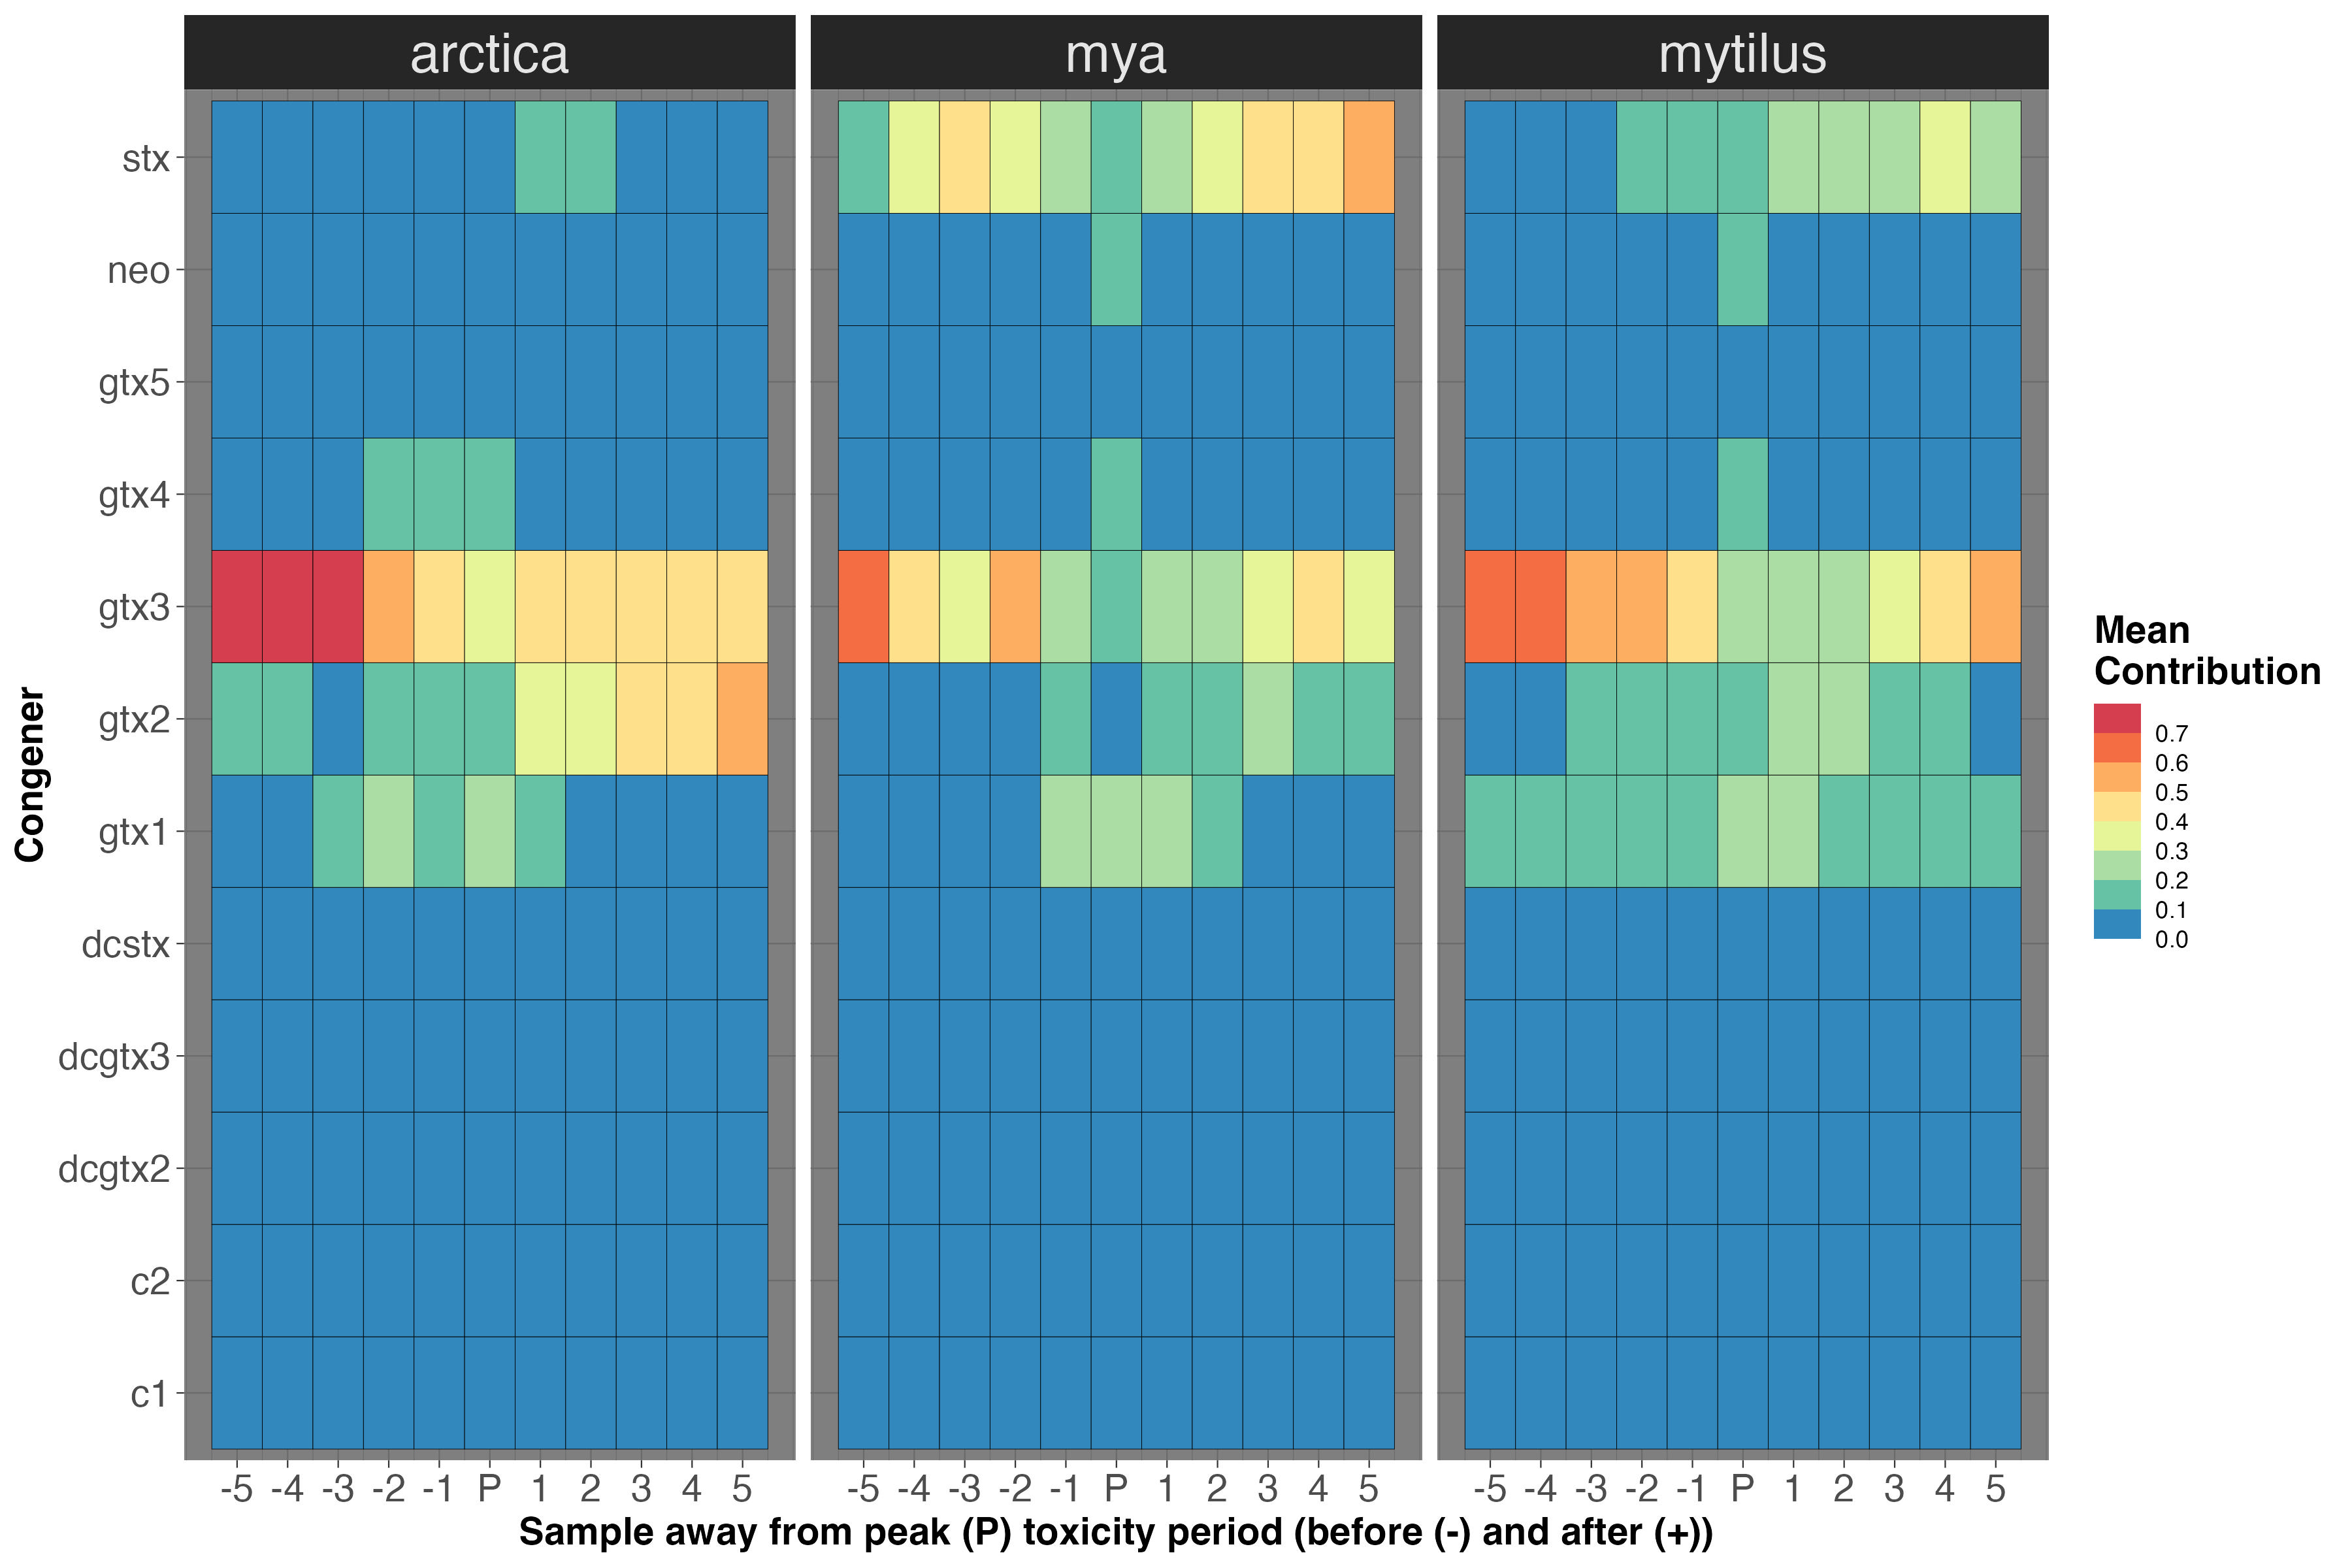 arctica mya mytilus
stx
neo
gtx5
gtx4
gtx3
gtx2
gtx1
dcstx
dcgtx3
dcgtx2
c2
c1
Congener
-5 -4 -3 -2 -1 P 1 2 3 4 5 -5 -4 -3 -2 -1 P 1 2 3 4 5 -5 -4 -3 -2 -1 P 1 2 3 4 5
Sample away from peak (P) toxicity period (before (-) and after (+))
Mean
Contribution
0.7
0.6
0.5
0.4
0.3
0.2
0.1
0.0